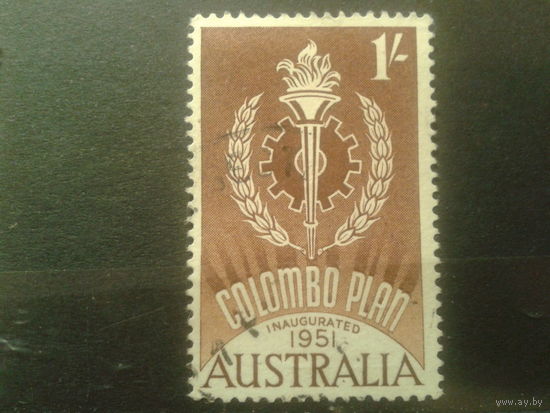 1/-
COLOMBO PLAN
INAUGURATED
1951
AUSTRALIA
www.ay.by